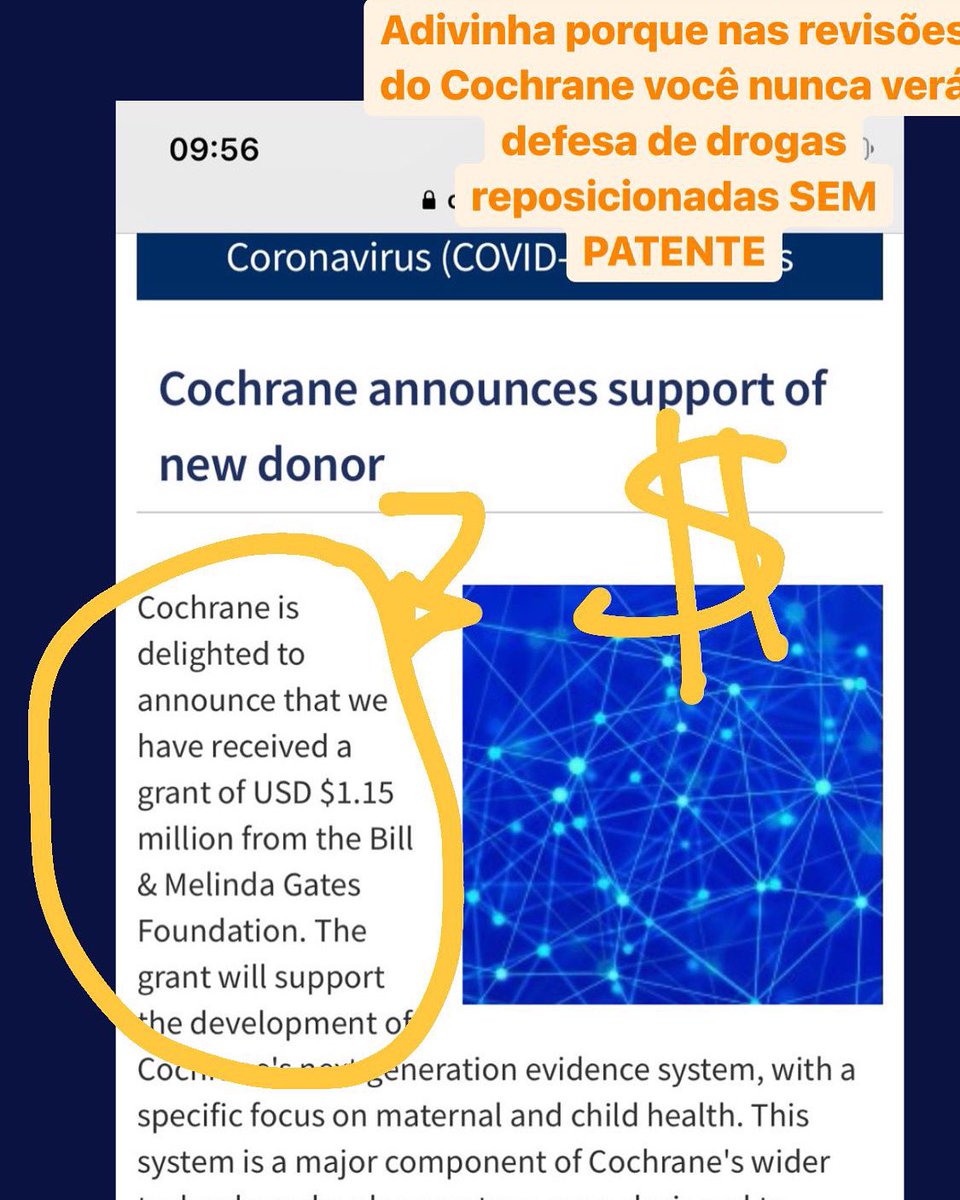 Adivinha porque nas revisões
do Cochrane você nunca verá
defesa de drogas
reposicionadas SEM
PATENTE
09:56
Coronavirus (COVID-
Cochrane announces support of
new donor
$
Cochrane is
delighted to
announce that we
have received a
grant of USD $1.15
million from the Bill
& Melinda Gates
Foundation. The
grant will support
the development of
Cochrane's next-generation evidence system, with a
specific focus on maternal and child health. This
system is a major component of Cochrane's wider